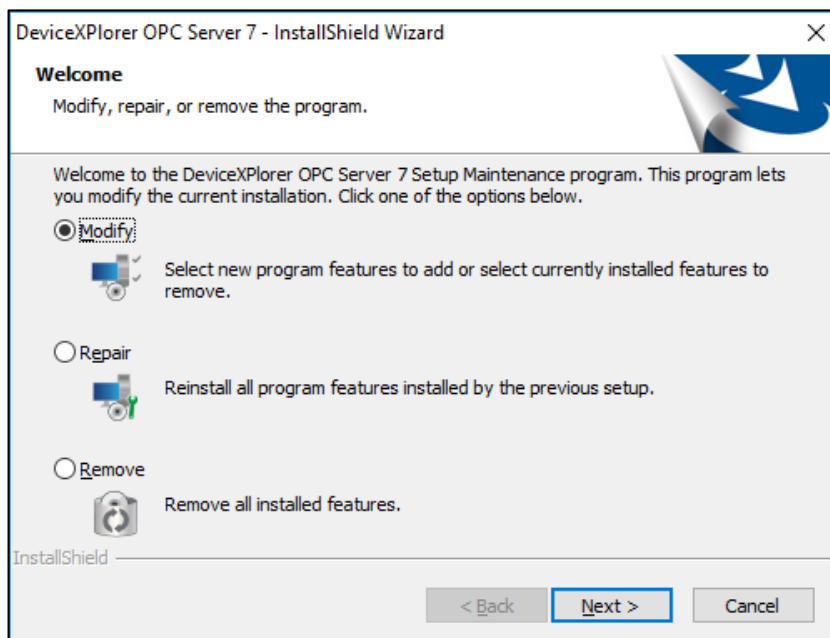 DeviceXPlorer OPC Server 7 - InstallShield Wizard
Welcome
Modify, repair, or remove the program.
Welcome to the DeviceXPlorer OPC Server 7 Setup Maintenance program. This program lets
you modify the current installation. Click one of the options below.
Modify
Select new program features to add or select currently installed features to
remove.
Repair
Reinstall all program features installed by the previous setup.
Remove
Remove all installed features.
InstallShield
< Back
Next >
Cancel